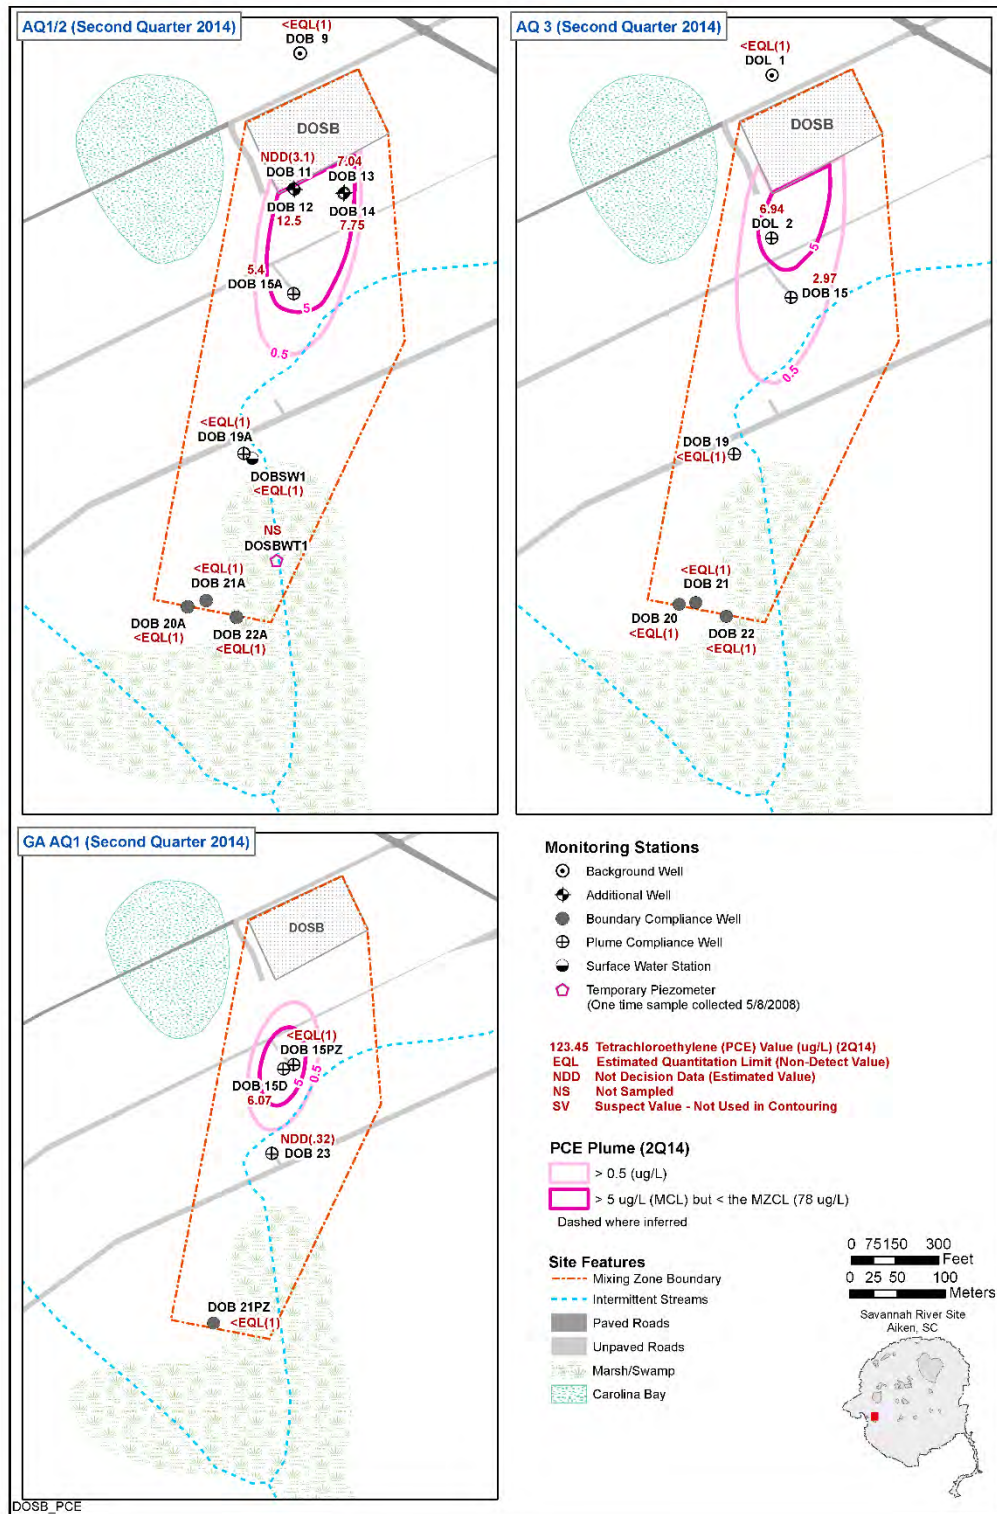 AQ1/2 (Second Quarter 2014)
<EQL(1)
DOB 9
DOSB
NDD(3.1)
DOB 11
7.04
DOB 13
DOB 12
12.5
DOB 14
7.75
5.4
DOB 15A
5
0.5
<EQL(1)
DOB 19A
DOBSW1
<EQL(1)
NS
DOSBWT1
<EQL(1)
DOB 21A
DOB 20A
<EQL(1)
DOB 22A
<EQL(1)
AQ 3 (Second Quarter 2014)
<EQL(1)
DOL 1
DOSB
6.94
DOL 2
5
2.97
DOB 15
0.5
DOB 19
<EQL(1)
<EQL(1)
DOB 21
DOB 20
<EQL(1)
DOB 22
<EQL(1)
GA AQ1 (Second Quarter 2014)
DOSB
<EQL(1)
DOB 15PZ
DOB 15D
6.07
5
0.5
NDD(.32)
DOB 23
DOB 21PZ
<EQL(1)
Monitoring Stations
Background Well
Additional Well
Boundary Compliance Well
Plume Compliance Well
Surface Water Station
Temporary Piezometer
(One time sample collected 5/8/2008)
123.45 Tetrachloroethylene (PCE) Value (ug/L) (2Q14)
EQL Estimated Quantitation Limit (Non-Detect Value)
NDD Not Decision Data (Estimated Value)
NS Not Sampled
SV Suspect Value - Not Used in Contouring
PCE Plume (2Q14)
> 0.5 (ug/L)
> 5 ug/L (MCL) but < the MZCL (78 ug/L)
Dashed where inferred
Site Features
Mixing Zone Boundary
Intermittent Streams
Paved Roads
Unpaved Roads
Marsh/Swamp
Carolina Bay
0 75 150 300
Feet
0 25 50 100
Meters
Savannah River Site
Aiken, SC
DOSB_PCE